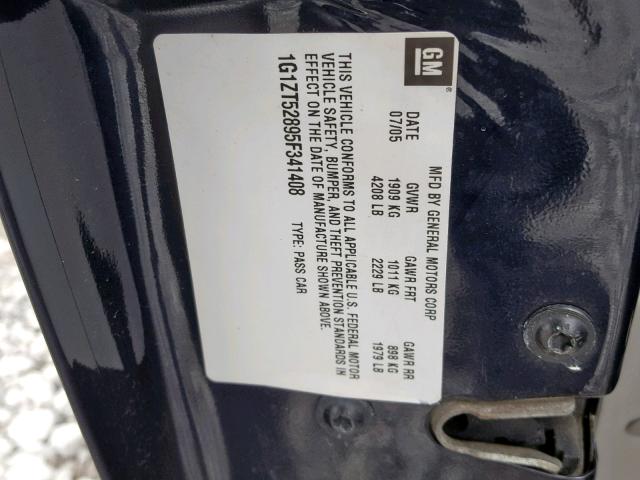 GM
®
MFD BY GENERAL MOTORS CORP
DATE GVWR GAWR FRT GAWR RR
07/05 1909 KG 1011 KG 899 KG
4208 LB 2229 LB 1979 LB
THIS VEHICLE CONFORMS TO ALL APPLICABLE U.S. FEDERAL MOTOR
VEHICLE SAFETY, BUMPER, AND THEFT PREVENTION STANDARDS IN
EFFECT ON THE DATE OF MANUFACTURE SHOWN ABOVE.
1G1ZT52895F341408 TYPE: PASS CAR